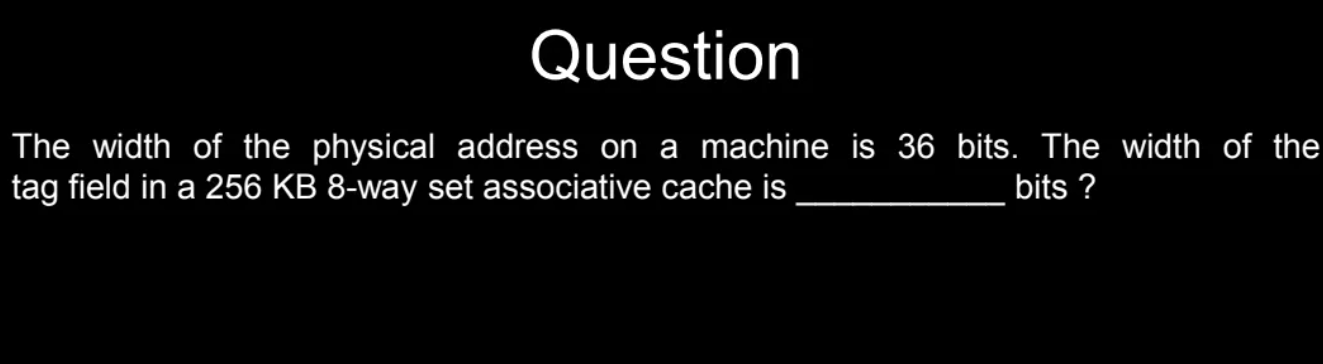 Question
The width of the physical address on a machine is 36 bits. The width of the
tag field in a 256 KB 8-way set associative cache is ___________ bits ?